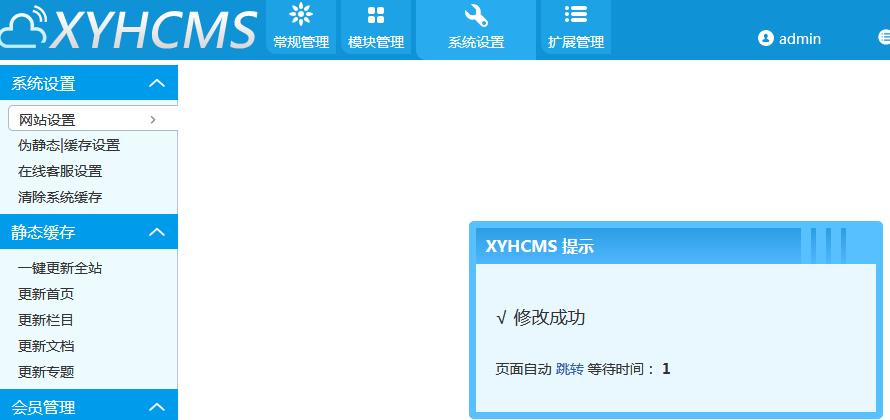 XYHCMS
常规管理
模块管理
系统设置
扩展管理
admin
系统设置
网站设置
伪静态|缓存设置
在线客服设置
清除系统缓存
静态缓存
一键更新全站
更新首页
更新栏目
更新文档
更新专题
会员管理
XYHCMS 提示
√ 修改成功
页面自动 跳转 等待时间： 1